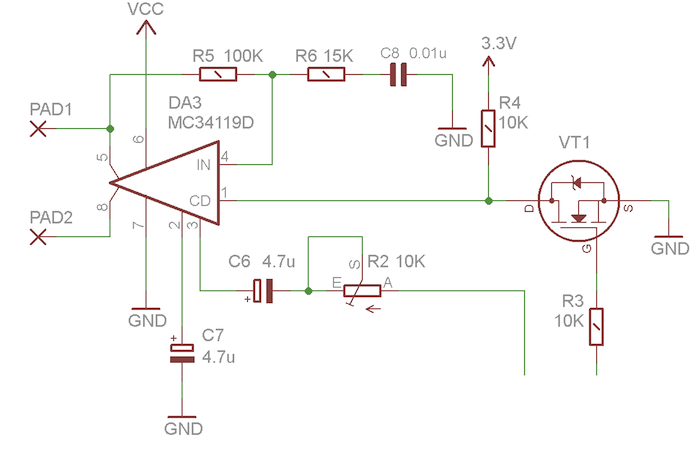 VCC
R5 100K
R6 15K
C8 0.01u
3.3V
PAD1
DA3
MC34119D
R4
10K
GND
VT1
5
6
IN
4
CD
1
D
S
G
8
7
2
3
PAD2
GND
C6 4.7u
S
R2 10K
E
A
R3
10K
GND
+
+
C7
4.7u
GND